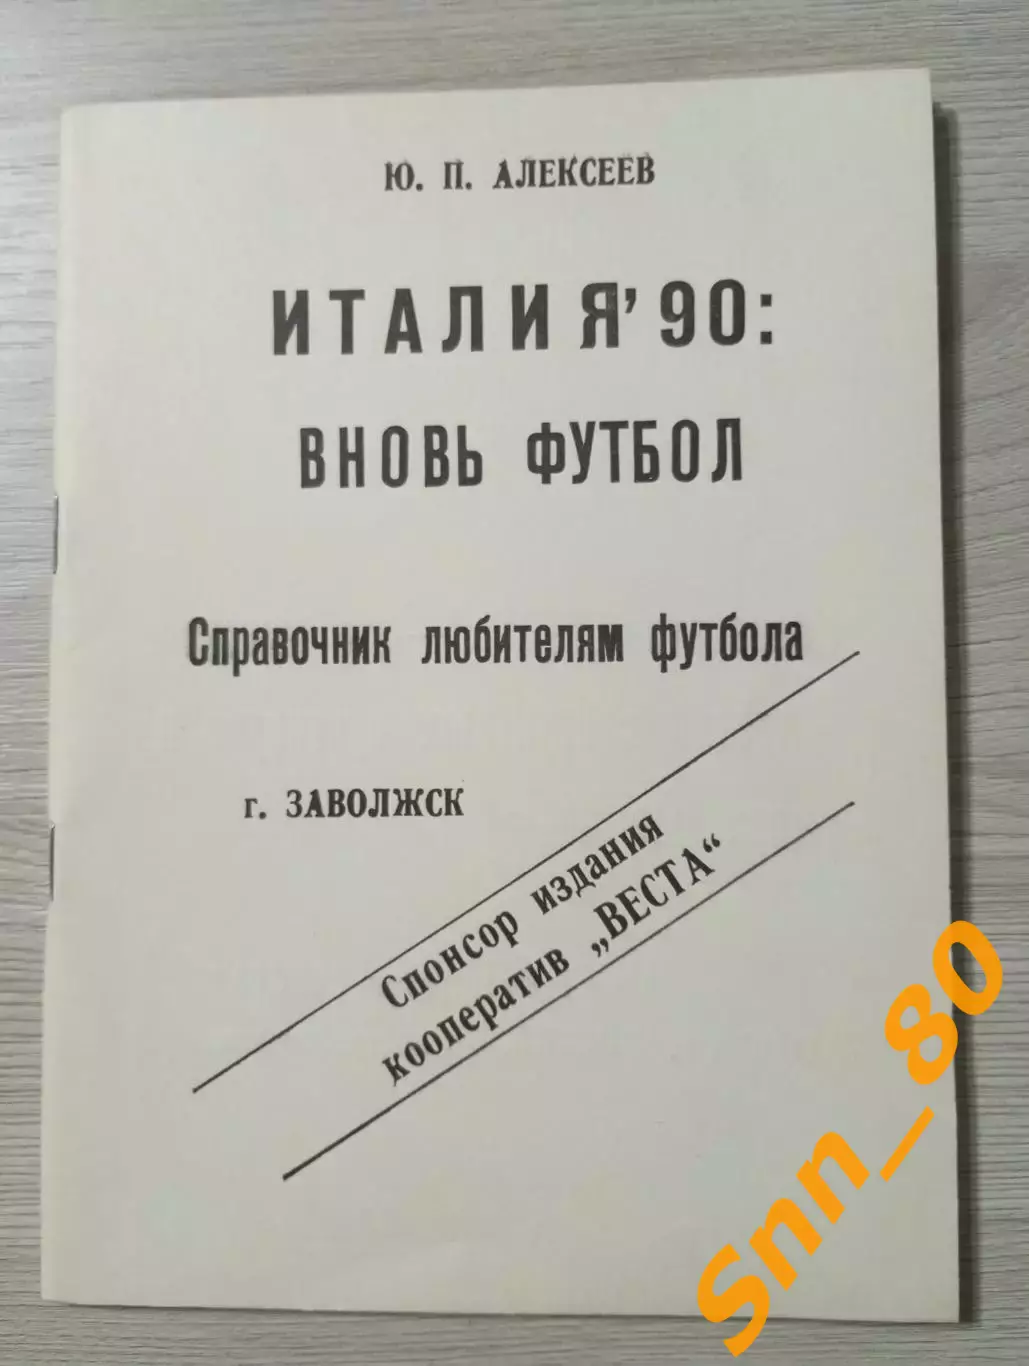 Ю. П. АЛЕКСЕЕВ
ИТАЛИЯ'90:
ВНОВЬ ФУТБОЛ
Справочник любителям футбола
г. ЗАВОЛЖСК
Спонсор издания
кооператив „ВЕСТА“
Snn_80